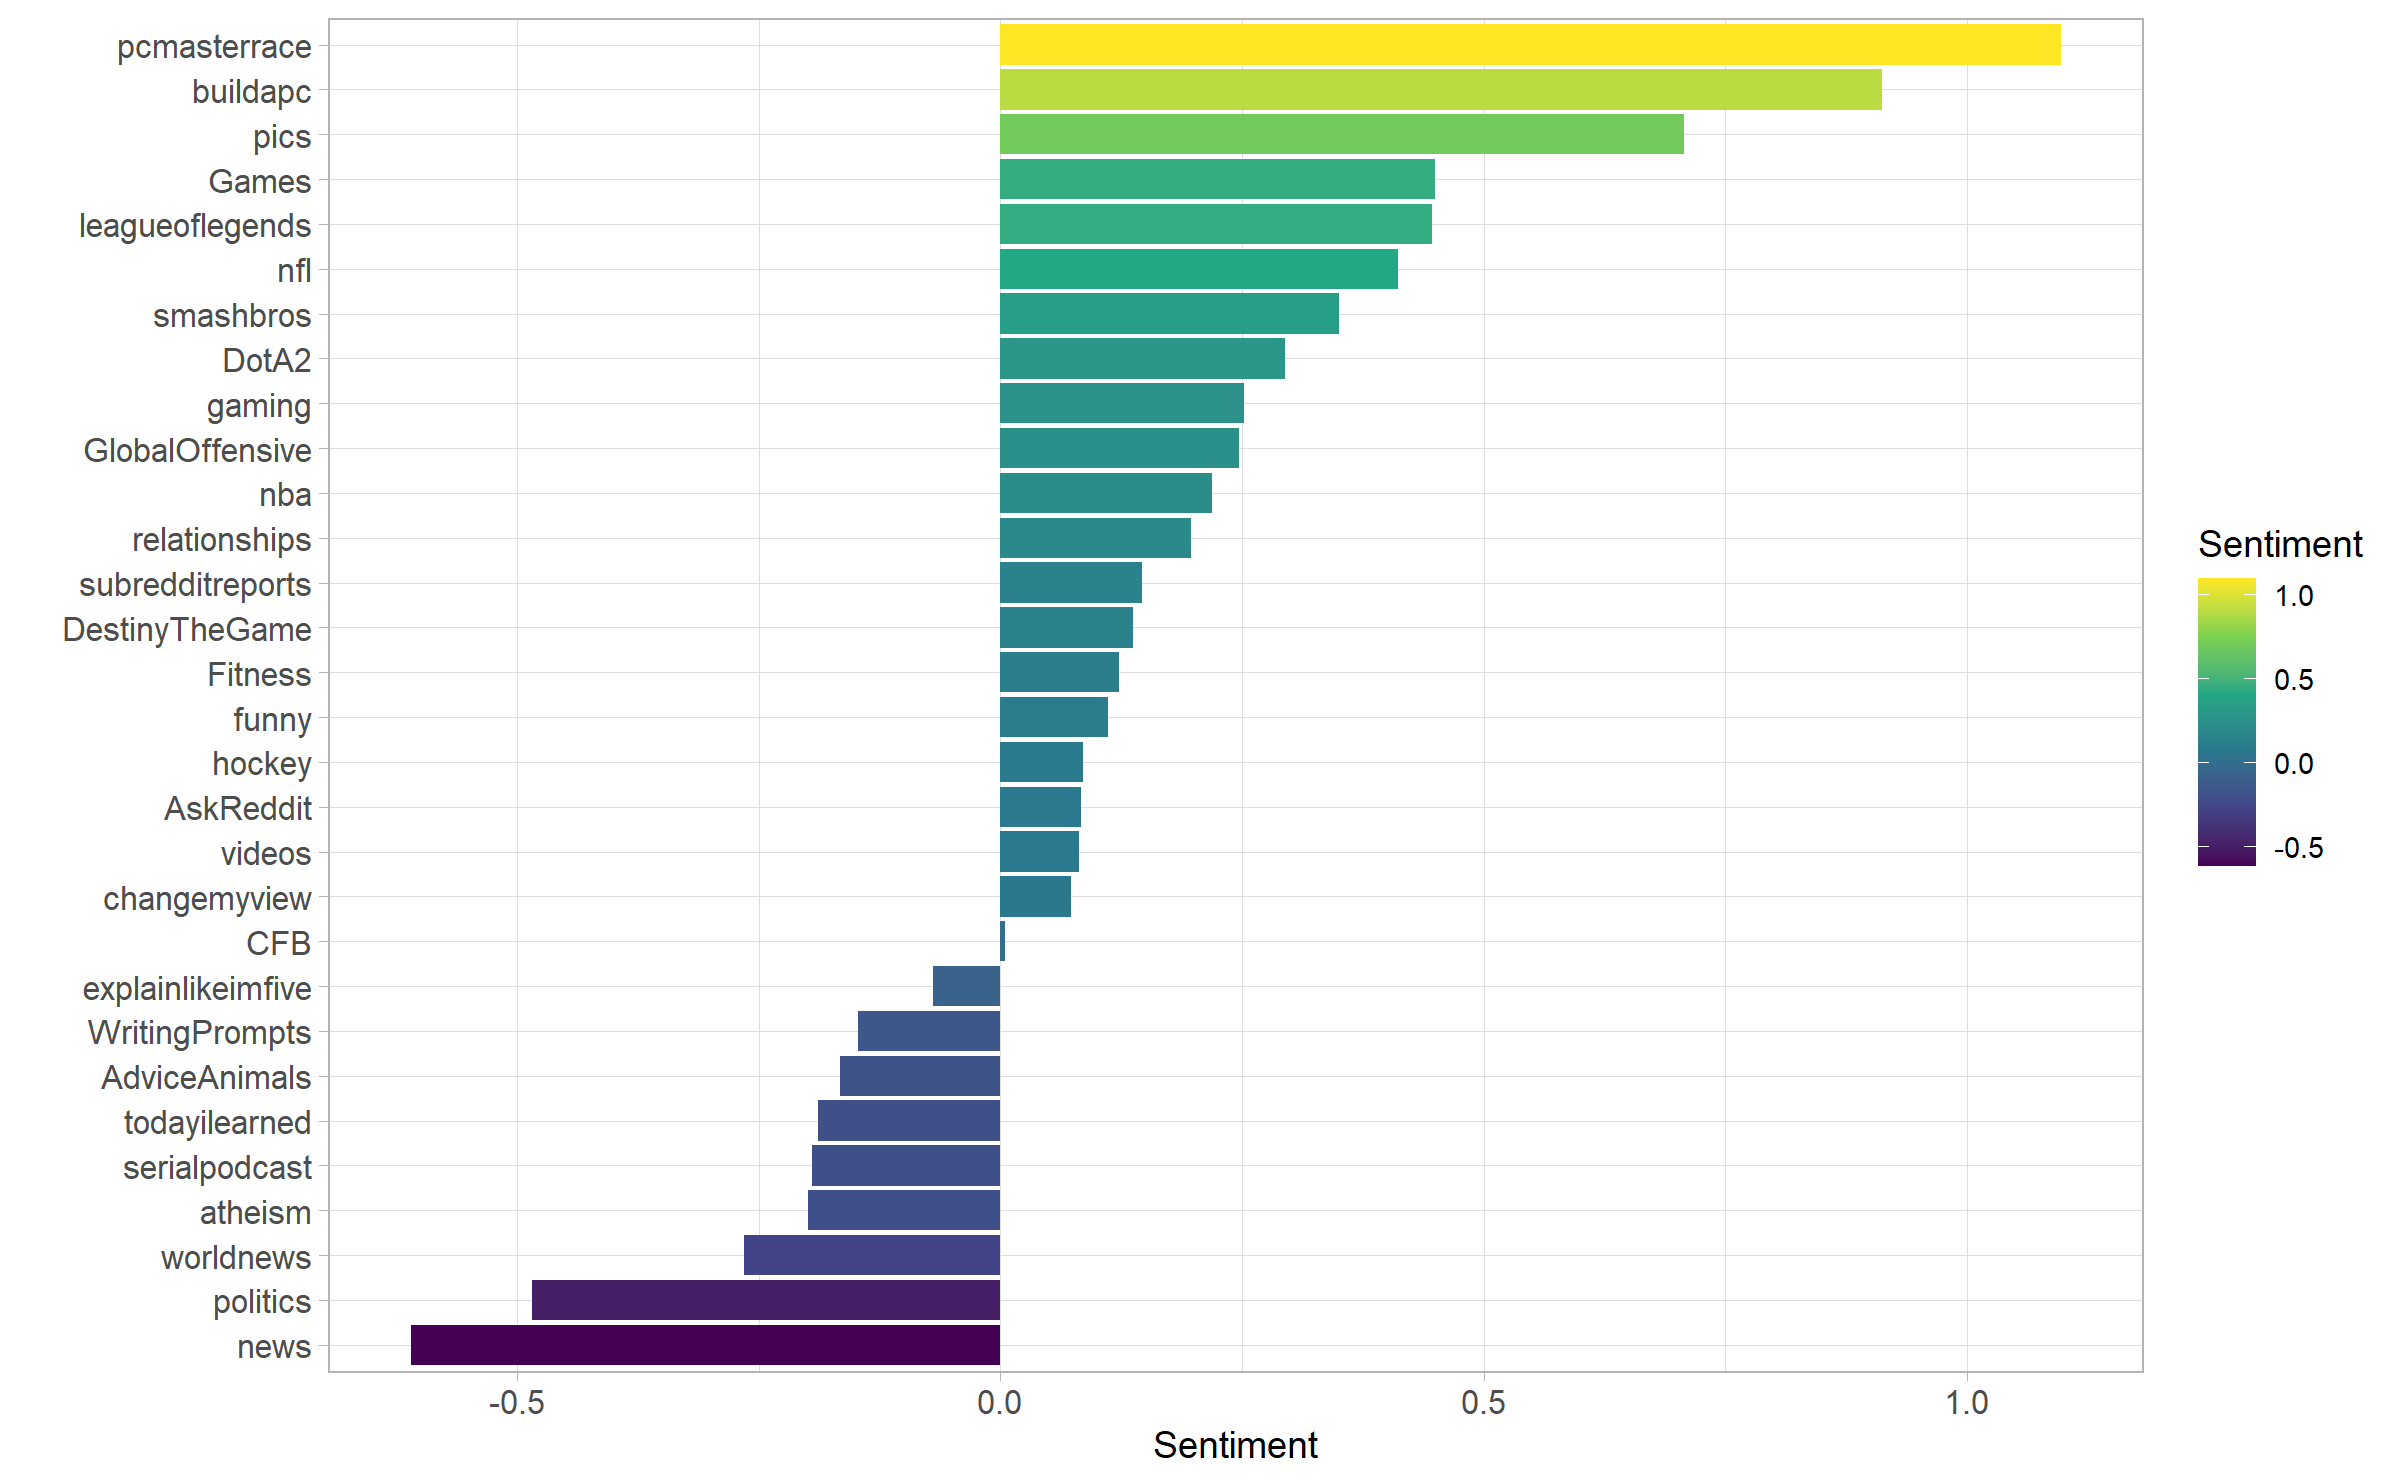 pcmasterrace
buildapc
pics
Games
leagueoflegends
nfl
smashbros
DotA2
gaming
GlobalOffensive
nba
relationships
subredditreports
DestinyTheGame
Fitness
funny
hockey
AskReddit
videos
changemyview
CFB
explainlikeimfive
WritingPrompts
AdviceAnimals
todayilearned
serialpodcast
atheism
worldnews
politics
news
-0.5 0.0 0.5 1.0
Sentiment
Sentiment
1.0
0.5
0.0
-0.5